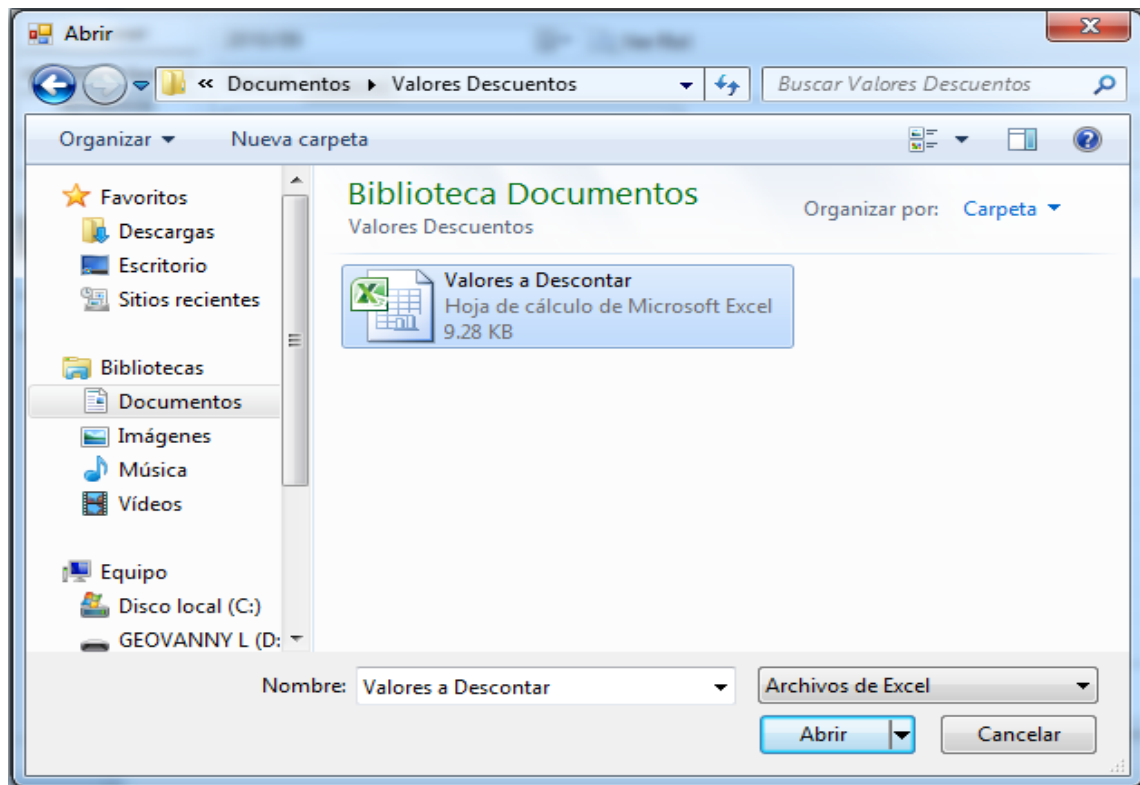 Abrir
« Documentos Valores Descuentos
Buscar Valores Descuentos
Organizar
Nueva carpeta
Favoritos
Descargas
Escritorio
Sitios recientes
Bibliotecas
Documentos
Imágenes
Música
Vídeos
Equipo
Disco local (C:)
GEOVANNY L (D:
Biblioteca Documentos
Valores Descuentos
Organizar por: Carpeta
Valores a Descontar
Hoja de cálculo de Microsoft Excel
9.28 KB
Nombre: Valores a Descontar
Archivos de Excel
Abrir
Cancelar